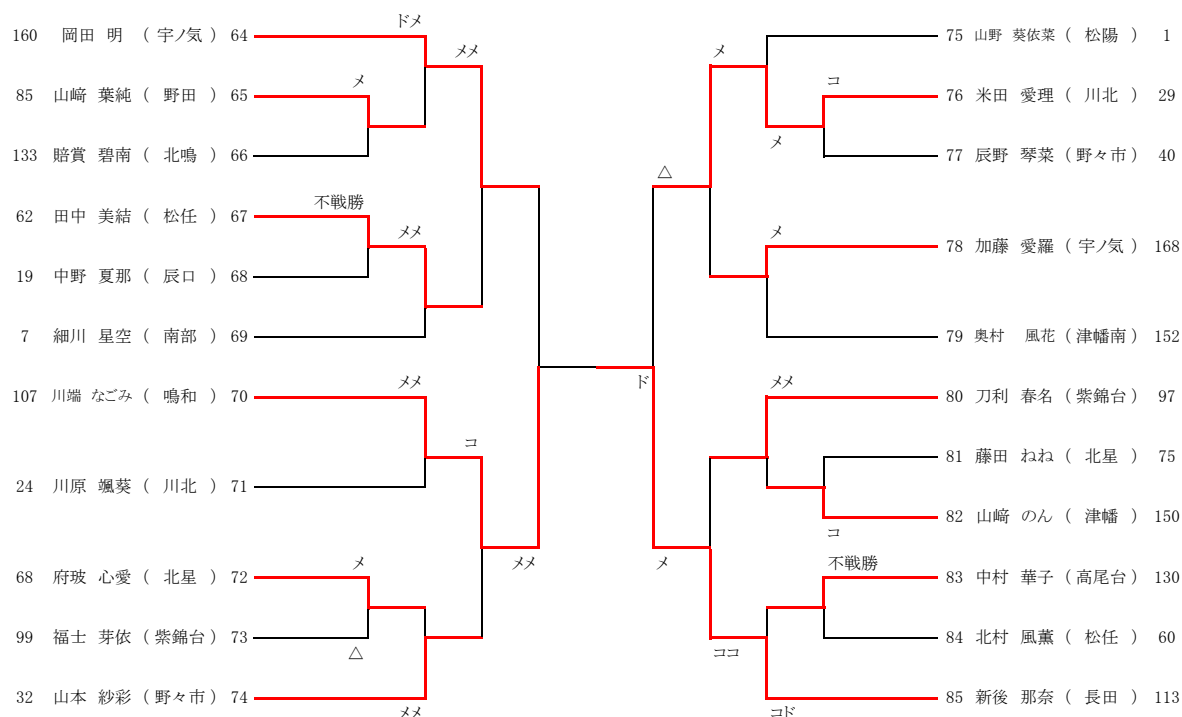 ドメ
160 岡田 明 ( 宇ノ気 ) 64
メメ
メ
75 山野 葵依菜 ( 松陽 ) 1
メ
85 山﨑 葉純 ( 野田 ) 65
コ
76 米田 愛理 ( 川北 ) 29
133 賠賞 碧南 ( 北鳴 ) 66
メ
77 辰野 琴菜 ( 野々市 ) 40
△
不戦勝
62 田中 美結 ( 松任 ) 67
メメ
メ
78 加藤 愛羅 ( 宇ノ気 ) 168
19 中野 夏那 ( 辰口 ) 68
7 細川 星空 ( 南部 ) 69
79 奥村 風花 ( 津幡南 ) 152
メメ
ド
メメ
107 川端 なごみ ( 鳴和 ) 70
80 刀利 春名 ( 紫錦台 ) 97
コ
81 藤田 ねね ( 北星 ) 75
24 川原 颯葵 ( 川北 ) 71
82 山﨑 のん ( 津幡 ) 150
コ
メ
メメ
メ
不戦勝
68 府玻 心愛 ( 北星 ) 72
83 中村 華子 ( 高尾台 ) 130
99 福士 芽依 ( 紫錦台 ) 73
84 北村 風薫 ( 松任 ) 60
△
ココ
32 山本 紗彩 ( 野々市 ) 74
85 新後 那奈 ( 長田 ) 113
メメ
コド